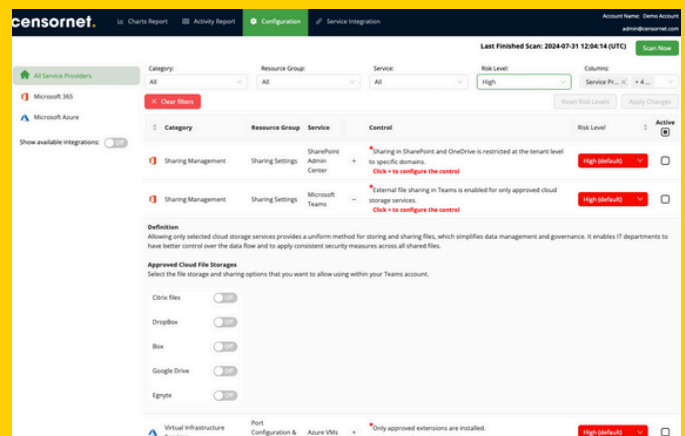 censornet.
Charts Report
Activity Report
Configuration
Service Integration
Account Name: Demo Account
admin@censornet.com
Last Finished Scan: 2024-07-31 12:04:14 (UTC)
Scan Now
All Service Providers
Microsoft 365
Microsoft Azure
Show available integrations: Off
Category: Resource Group: Service: Risk Level: Columns:
All All All High Service Pr... × + 4 ...
× Clear filters
Reset Risk Levels Apply Changes
Category Resource Group Service Control Risk Level Active
Sharing Management
Sharing Settings
SharePoint
Admin
Center
+
*Sharing in SharePoint and OneDrive is restricted at the tenant level
to specific domains.
Click + to configure the control
High (default)
Sharing Management
Sharing Settings
Microsoft
Teams
−
*External file sharing in Teams is enabled for only approved cloud
storage services.
Click + to configure the control
High (default)
Definition
Allowing only selected cloud storage services provides a uniform method for storing and sharing files, which simplifies data management and governance. It enables IT departments to
have better control over the data flow and to apply consistent security measures across all shared files.
Approved Cloud File Storages
Select the file storage and sharing options that you want to allow using within your Teams account.
Citrix files Off
DropBox Off
Box Off
Google Drive Off
Egnyte Off
Virtual Infrastructure
Port
Configuration &
Azure VMs
+
*Only approved extensions are installed.
High (default)